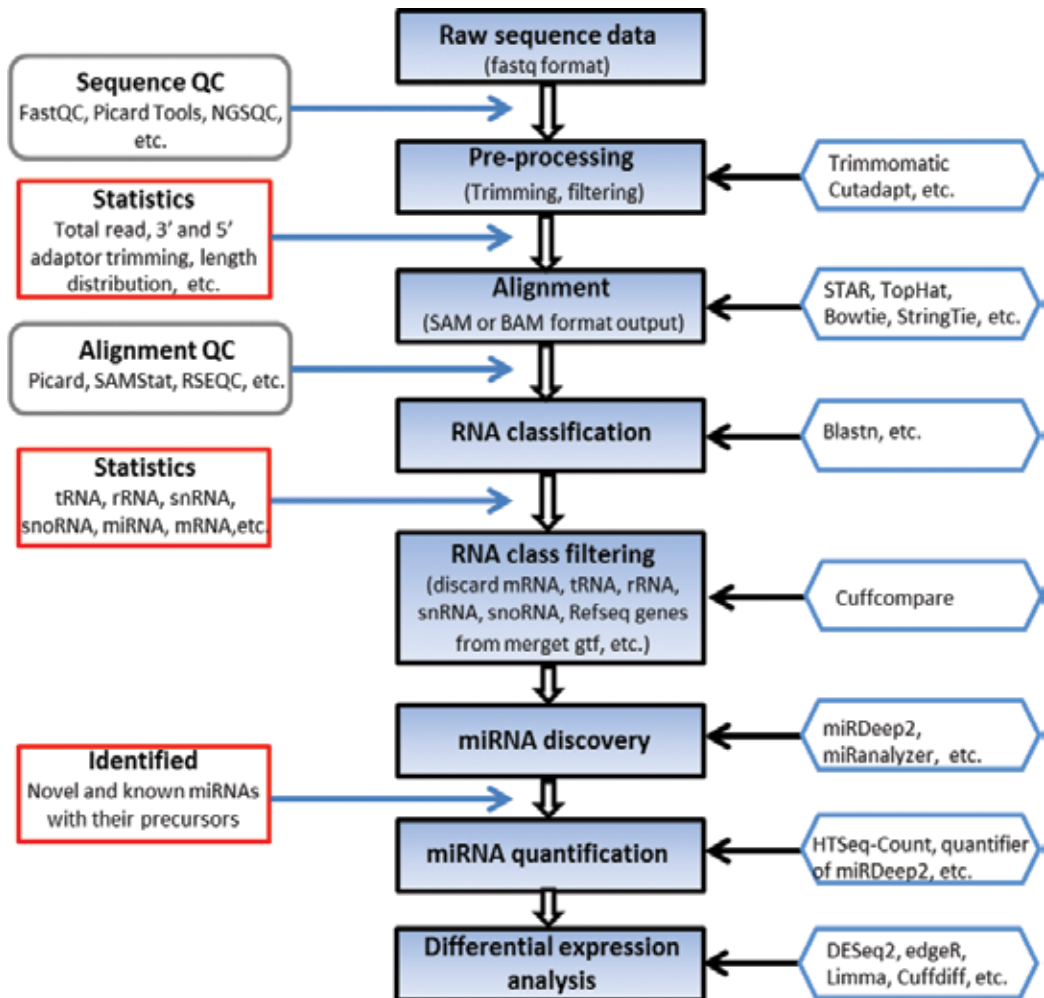 Raw sequence data
(fastq format)
Sequence QC
FastQC, Picard Tools, NGSQC,
etc.
Pre-processing
(Trimming, filtering)
Trimmomatic
Cutadapt, etc.
Statistics
Total read, 3’ and 5’
adaptor trimming, length
distribution, etc.
Alignment
(SAM or BAM format output)
STAR, TopHat,
Bowtie, StringTie, etc.
Alignment QC
Picard, SAMStat, RSEQC, etc.
RNA classification
Blastn, etc.
Statistics
tRNA, rRNA, snRNA,
snoRNA, miRNA, mRNA,etc.
RNA class filtering
(discard mRNA, tRNA, rRNA,
snRNA, snoRNA, Refseq genes
from merget gtf, etc.)
Cuffcompare
miRNA discovery
miRDeep2,
miRanalyzer, etc.
Identified
Novel and known miRNAs
with their precursors
miRNA quantification
HTSeq-Count, quantifier
of miRDeep2, etc.
Differential expression
analysis
DESeq2, edgeR,
Limma, Cuffdiff, etc.